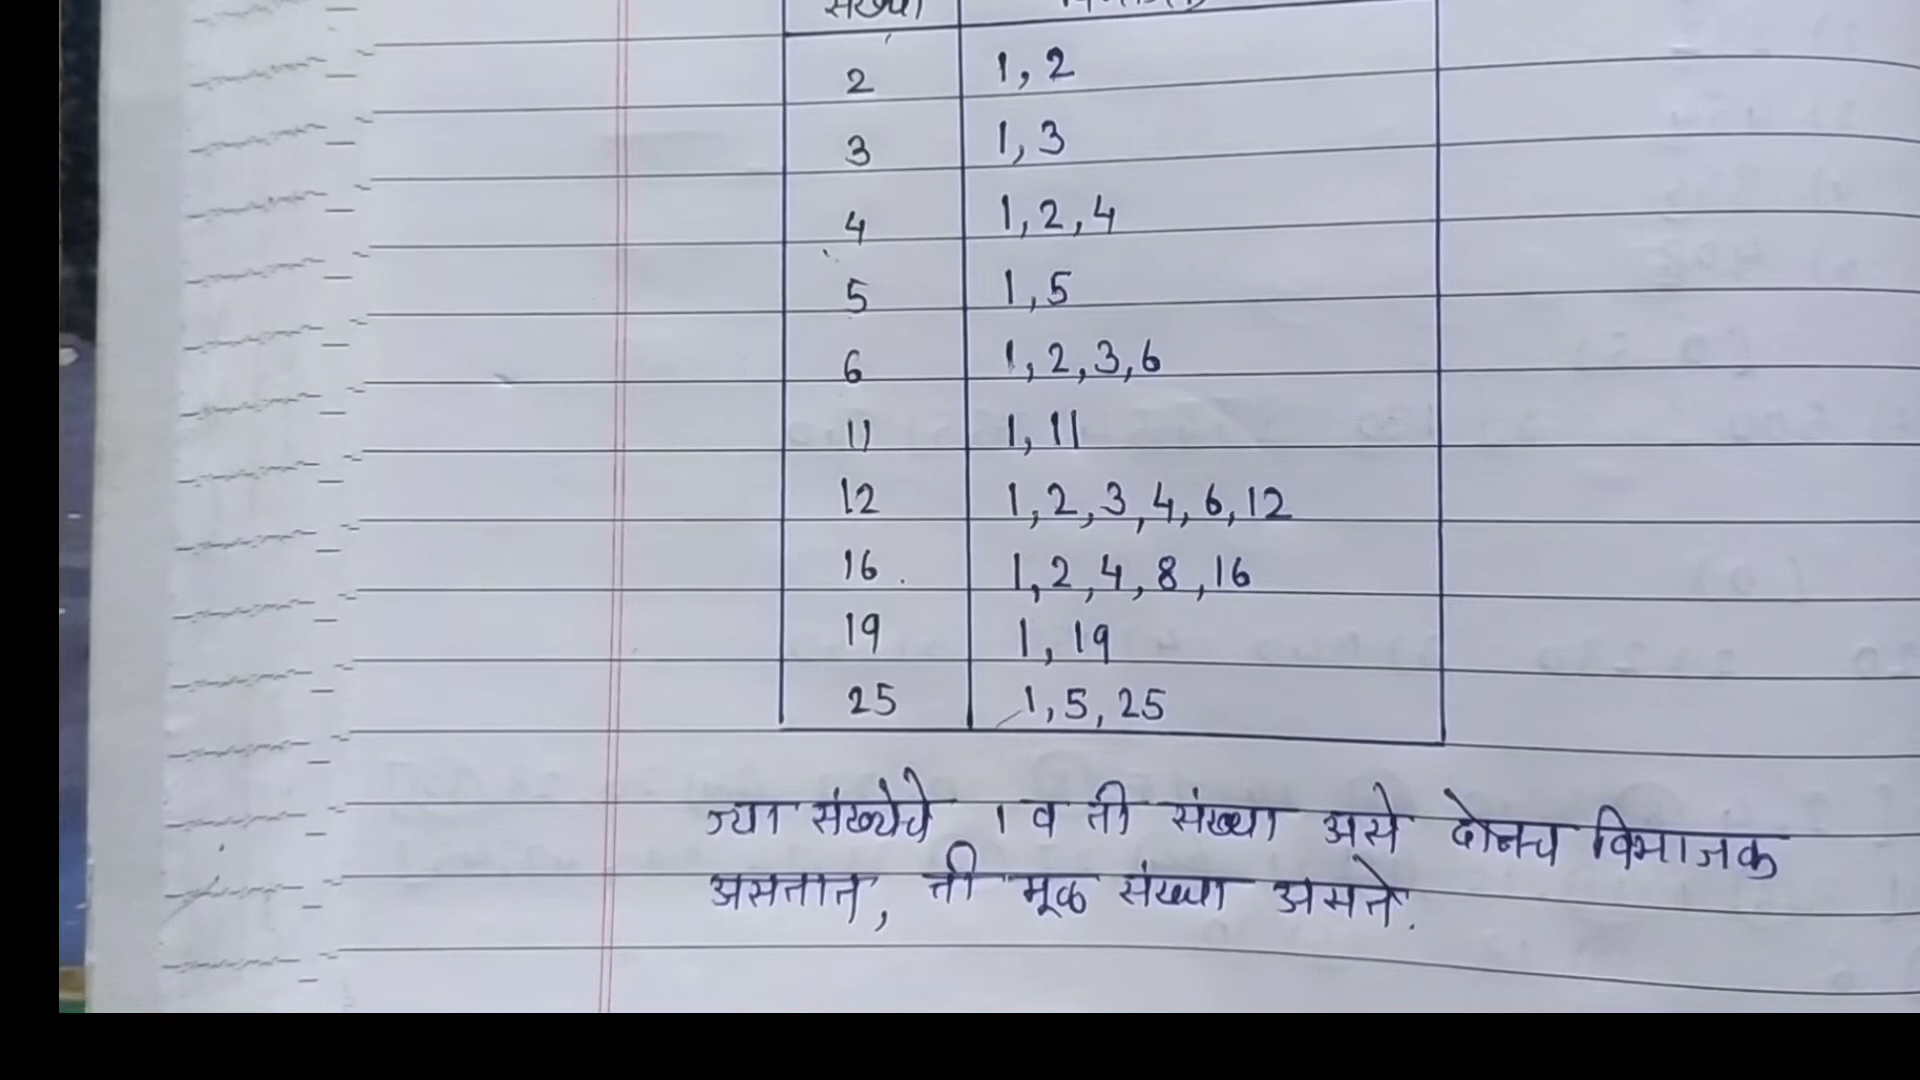 संख्या
2 1, 2
3 1, 3
4 1, 2, 4
5 1, 5
6 1, 2, 3, 6
11 1, 11
12 1, 2, 3, 4, 6, 12
16 1, 2, 4, 8, 16
19 1, 19
25 1, 5, 25
ज्या संख्येचे 1 व ती संख्या असे दोनच विभाजक
असतात, ती मूळ संख्या असते.